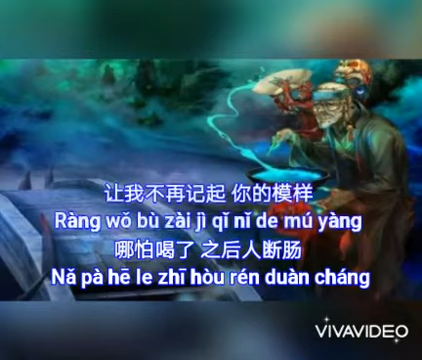 让我不再记起 你的模样
Ràng wǒ bù zài jì qǐ nǐ de mú yàng
哪怕喝了 之后人断肠
Nǎ pà hē le zhī hòu rén duàn cháng
VIVAVIDEO